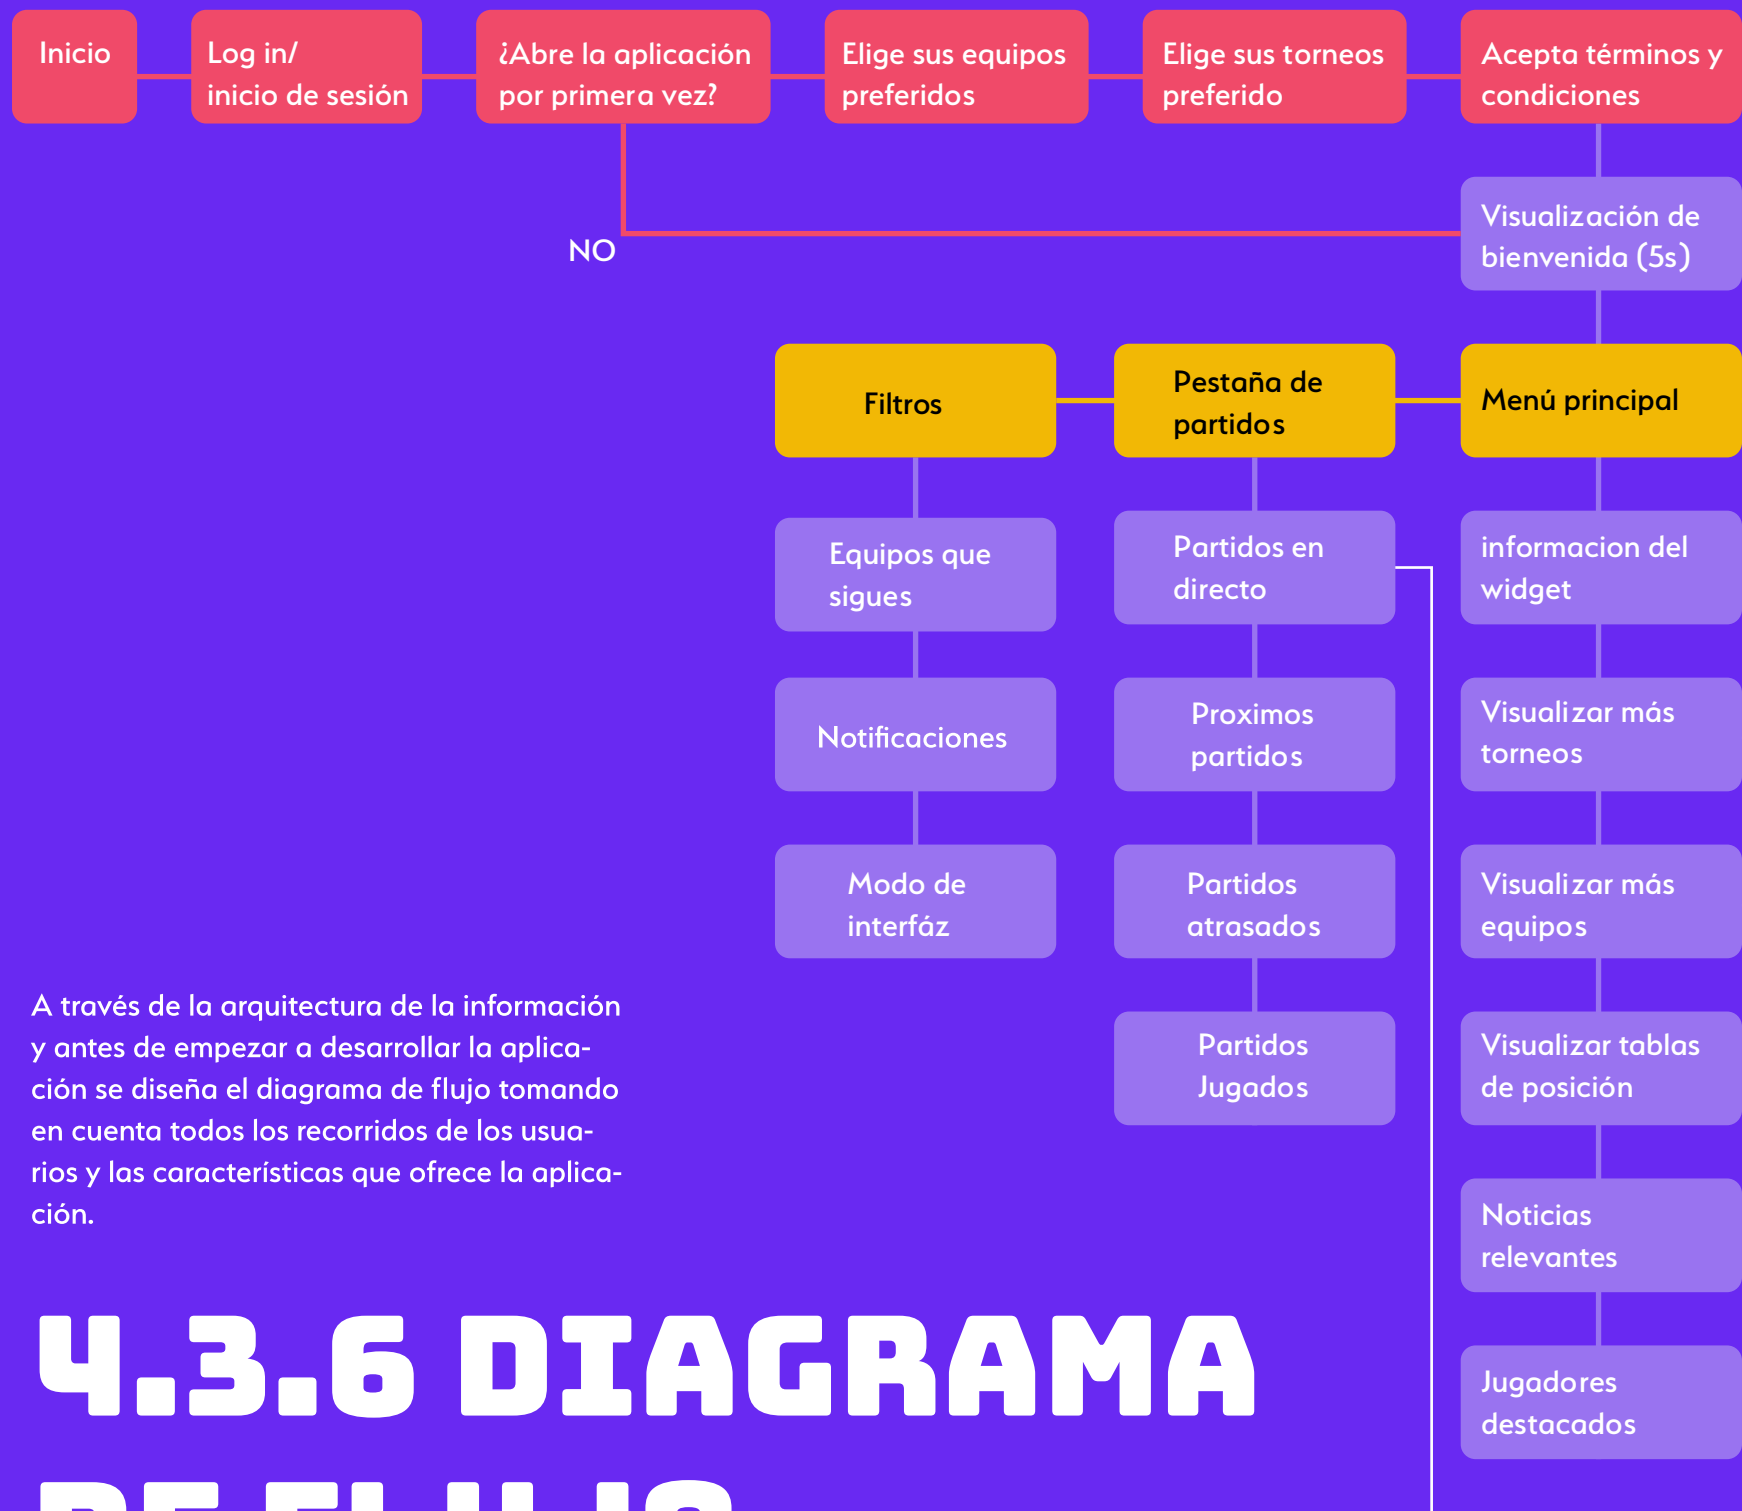 Inicio
Log in/
inicio de sesión
¿Abre la aplicación
por primera vez?
Elige sus equipos
preferidos
Elige sus torneos
preferido
Acepta términos y
condiciones
NO
Visualización de
bienvenida (5s)
Filtros
Pestaña de
partidos
Menú principal
Equipos que
sigues
Partidos en
directo
informacion del
widget
Notificaciones
Proximos
partidos
Visualizar más
torneos
Modo de
interfáz
Partidos
atrasados
Visualizar más
equipos
Partidos
Jugados
Visualizar tablas
de posición
Noticias
relevantes
Jugadores
destacados
A través de la arquitectura de la información
y antes de empezar a desarrollar la aplica-
ción se diseña el diagrama de flujo tomando
en cuenta todos los recorridos de los usua-
rios y las características que ofrece la aplica-
ción.
4.3.6 DIAGRAMA
DE FLUJO